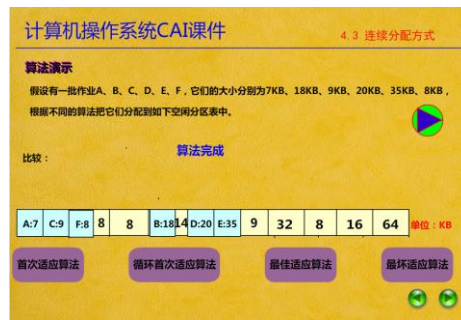 计算机操作系统CAI课件
4.3 连续分配方式
算法演示
假设有一批作业A、B、C、D、E、F，它们的大小分别为7KB、18KB、9KB、20KB、35KB、8KB，
根据不同的算法把它们分配到如下空闲分区表中。
算法完成
比较：
A:7 C:9 F:8 8 8 B:18 14 D:20 E:35 9 32 8 16 64 单位：KB
首次适应算法 循环首次适应算法 最佳适应算法 最坏适应算法